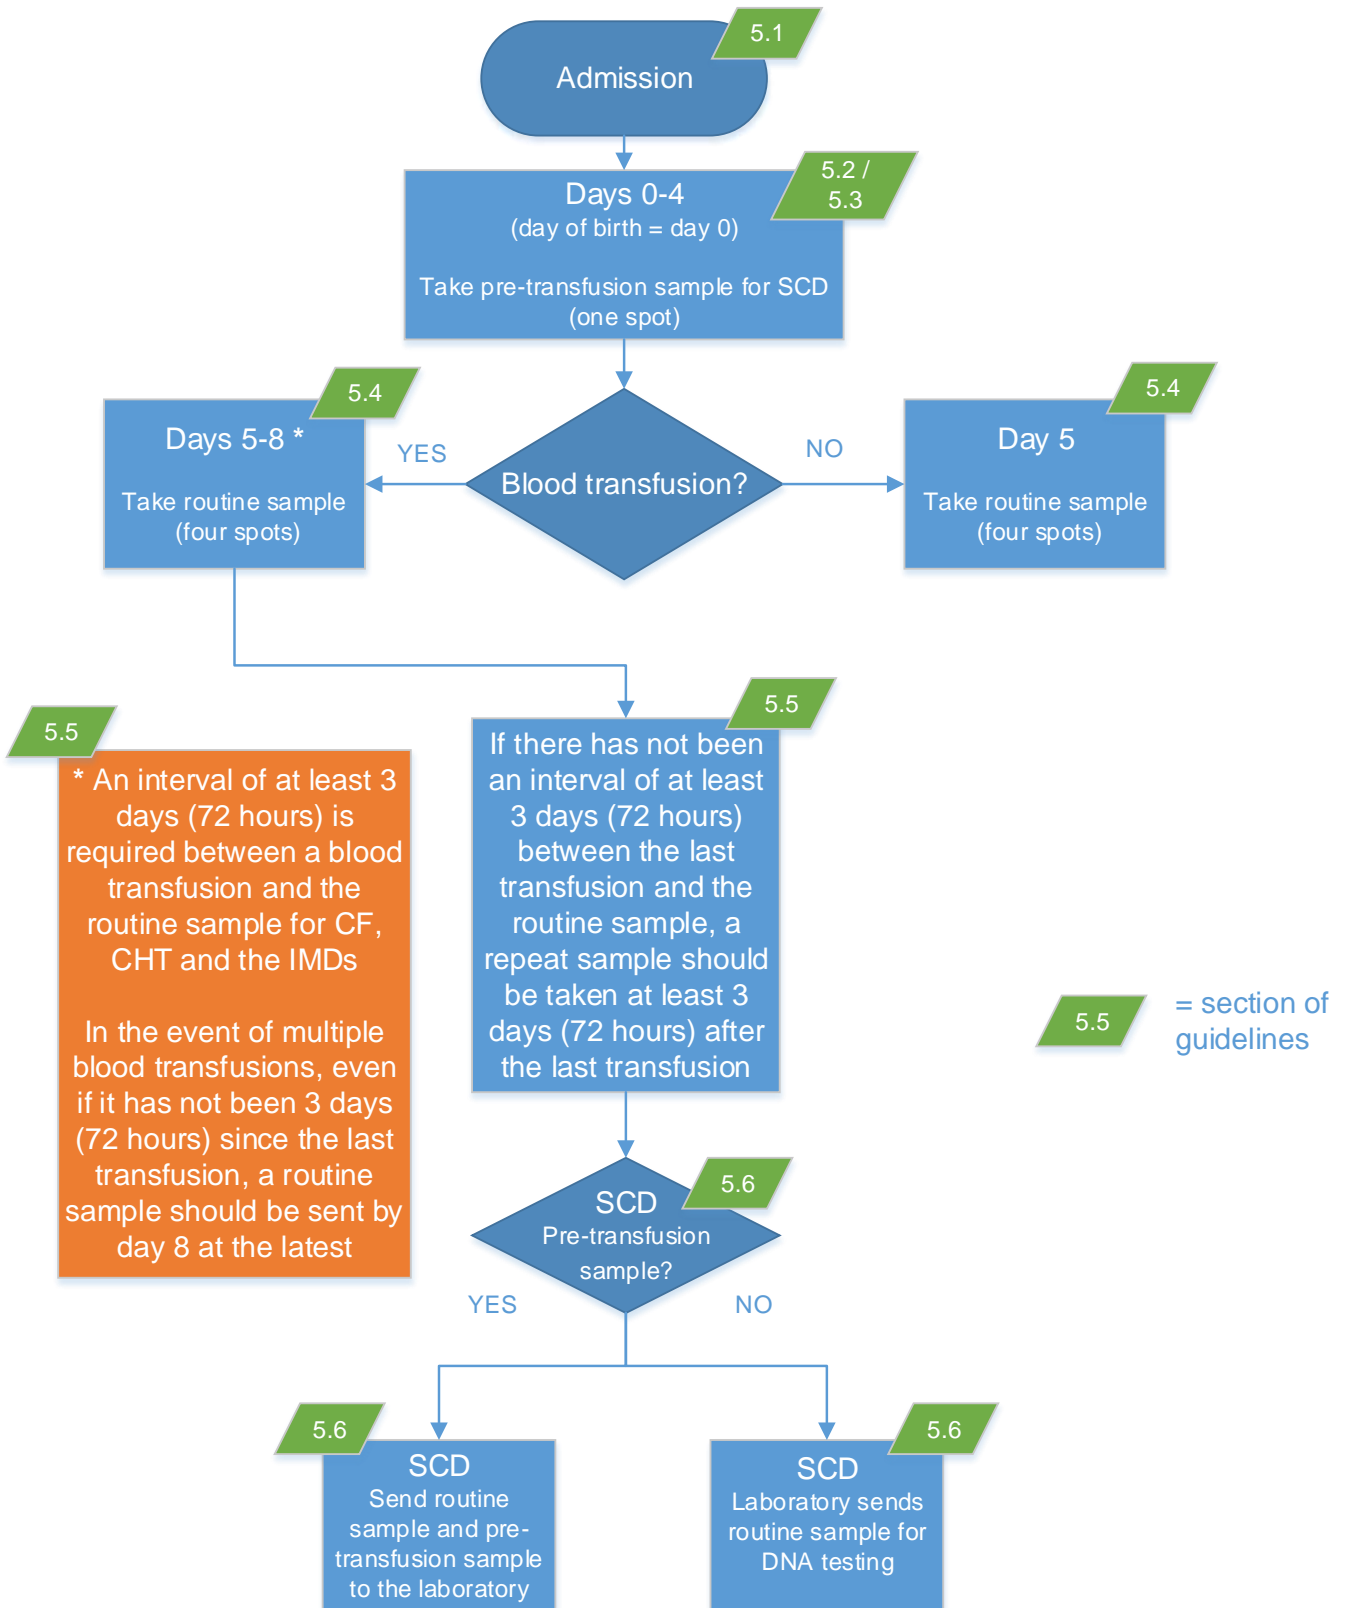 5.1
Admission
5.2 /
5.3
Days 0-4
(day of birth = day 0)
Take pre-transfusion sample for SCD
(one spot)
5.4
Days 5-8 *
Take routine sample
(four spots)
YES
Blood transfusion?
NO
5.4
Day 5
Take routine sample
(four spots)
5.5
* An interval of at least 3
days (72 hours) is
required between a blood
transfusion and the
routine sample for CF,
CHT and the IMDs
In the event of multiple
blood transfusions, even
if it has not been 3 days
(72 hours) since the last
transfusion, a routine
sample should be sent by
day 8 at the latest
5.5
If there has not been
an interval of at least
3 days (72 hours)
between the last
transfusion and the
routine sample, a
repeat sample should
be taken at least 3
days (72 hours) after
the last transfusion
5.5
= section of
guidelines
5.6
SCD
Pre-transfusion
sample?
YES
NO
5.6
SCD
Send routine
sample and pre-
transfusion sample
to the laboratory
5.6
SCD
Laboratory sends
routine sample for
DNA testing